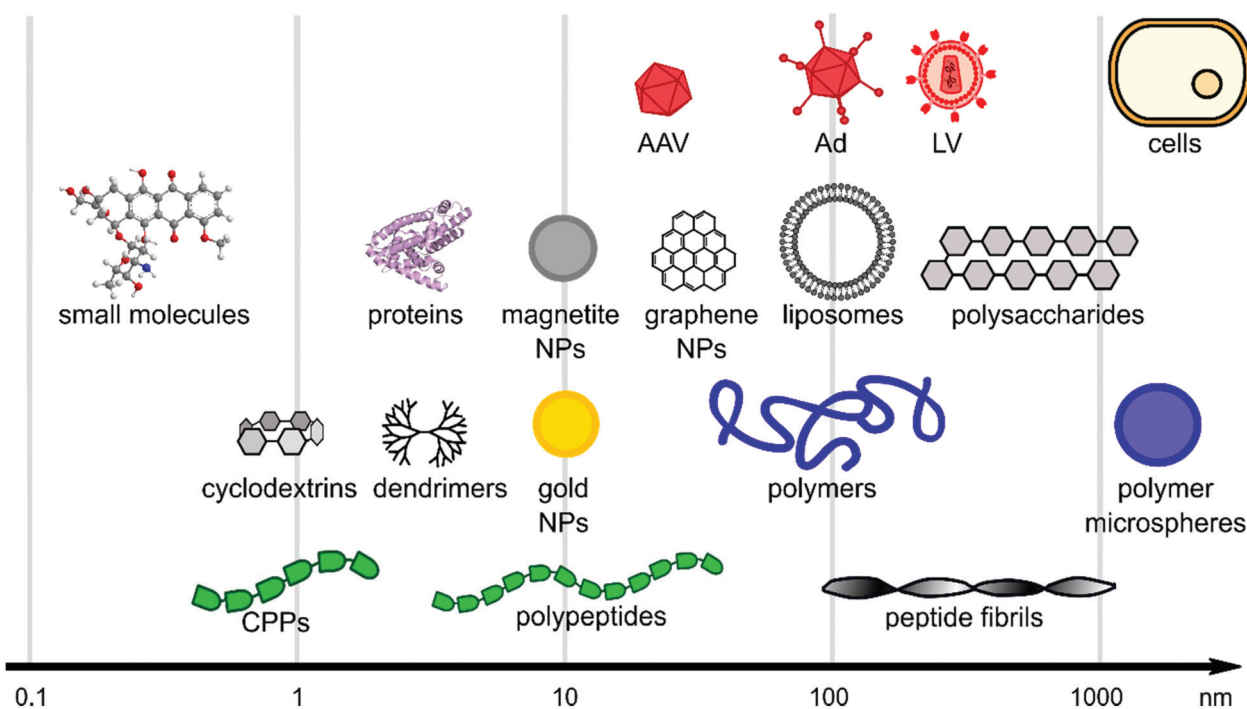 AAV
Ad
LV
cells
small molecules
proteins
magnetite
NPs
graphene
NPs
liposomes
polysaccharides
cyclodextrins
dendrimers
gold
NPs
polymers
polymer
microspheres
CPPs
polypeptides
peptide fibrils
0.1
1
10
100
1000
nm